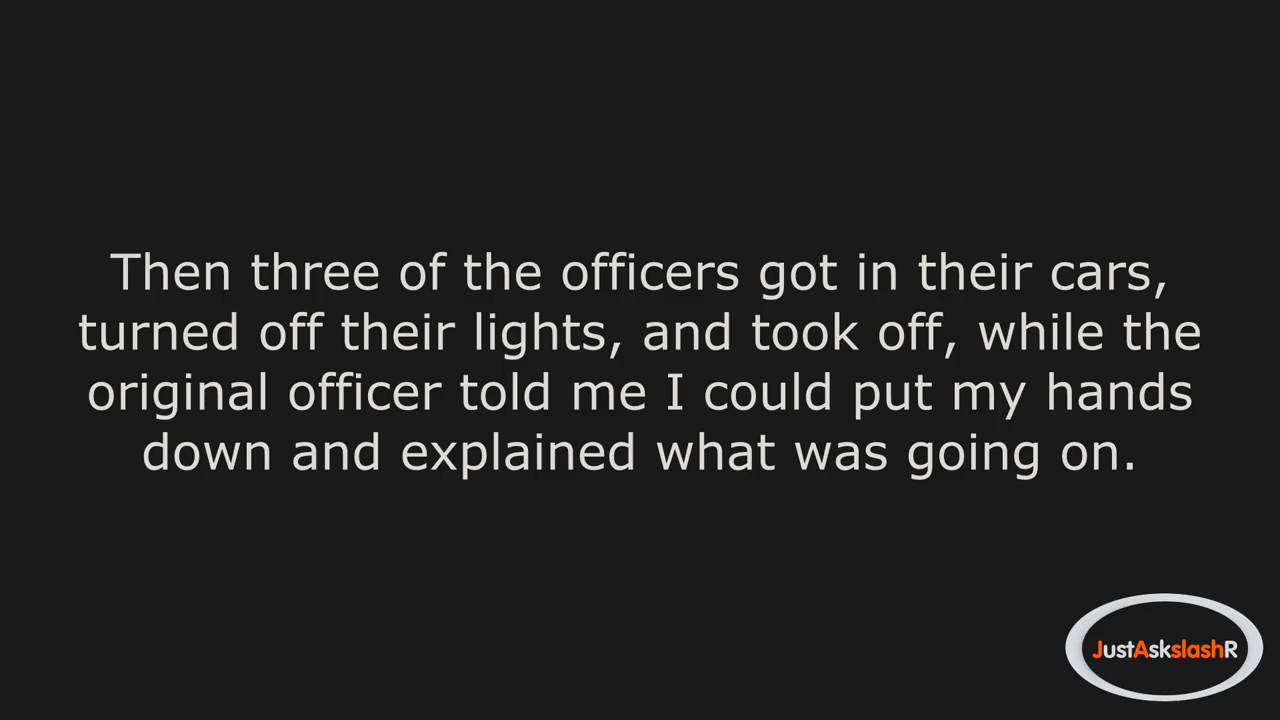 Then three of the officers got in their cars,
turned off their lights, and took off, while the
original officer told me I could put my hands
down and explained what was going on.
JustAskslashR